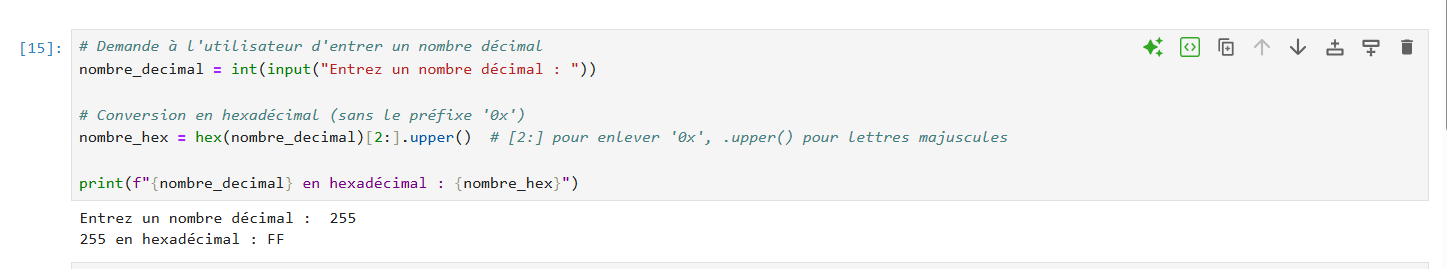 [15]:
# Demande à l'utilisateur d'entrer un nombre décimal
nombre_decimal = int(input("Entrez un nombre décimal : "))
# Conversion en hexadécimal (sans le préfixe '0x')
nombre_hex = hex(nombre_decimal)[2:].upper()  # [2:] pour enlever '0x', .upper() pour lettres majuscules
print(f"{nombre_decimal} en hexadécimal : {nombre_hex}")
Entrez un nombre décimal :  255
255 en hexadécimal : FF